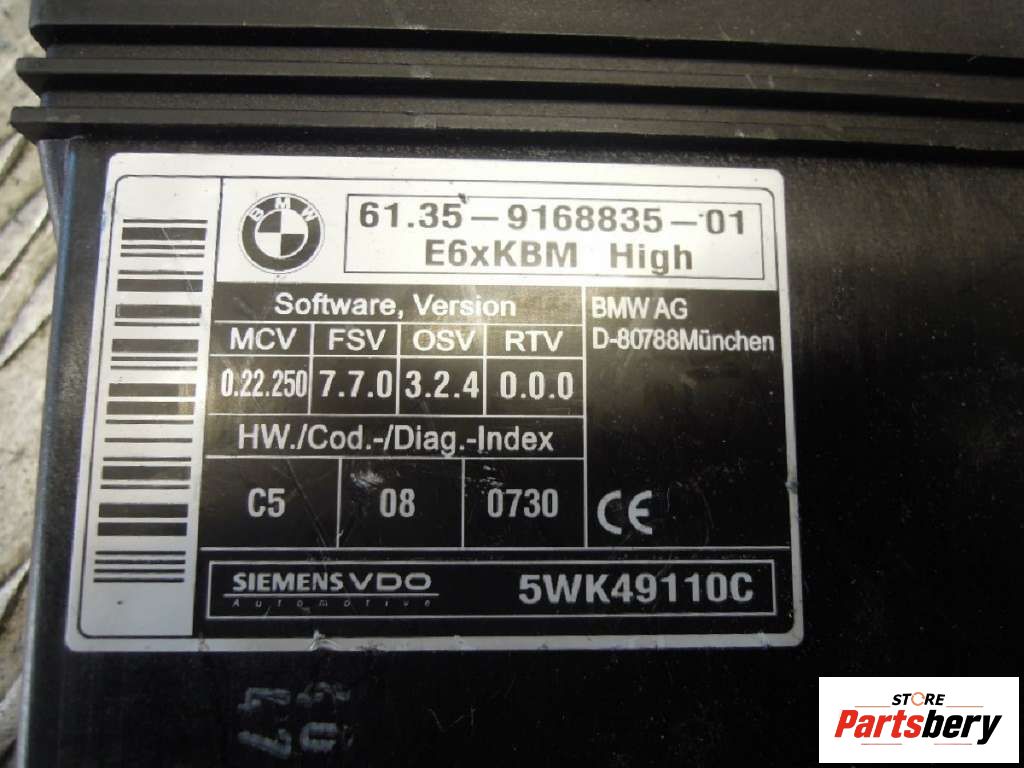 BMW
61.35-9168835-01
E6xKBM High
Software, Version
MCV FSV OSV RTV
0.22.250 7.7.0 3.2.4 0.0.0
HW./Cod.-/Diag.-Index
C5 08 0730
BMW AG
D-80788München
CE
SIEMENS VDO
Automotive
5WK49110C
STORE
Partsbery